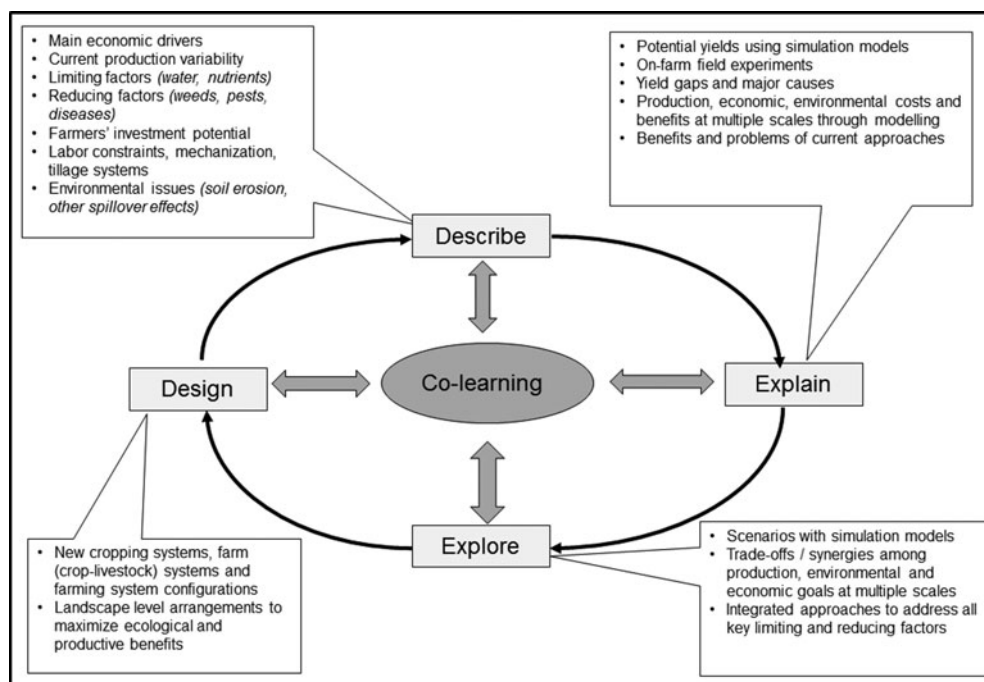 • Main economic drivers
• Current production variability
• Limiting factors (water, nutrients)
• Reducing factors (weeds, pests,
diseases)
• Farmers' investment potential
• Labor constraints, mechanization,
tillage systems
• Environmental issues (soil erosion,
other spillover effects)
• Potential yields using simulation models
• On-farm field experiments
• Yield gaps and major causes
• Production, economic, environmental costs and
benefits at multiple scales through modelling
• Benefits and problems of current approaches
Describe
Design
Co-learning
Explain
Explore
• New cropping systems, farm
(crop-livestock) systems and
farming system configurations
• Landscape level arrangements to
maximize ecological and
productive benefits
• Scenarios with simulation models
• Trade-offs / synergies among
production, environmental and
economic goals at multiple scales
• Integrated approaches to address all
key limiting and reducing factors